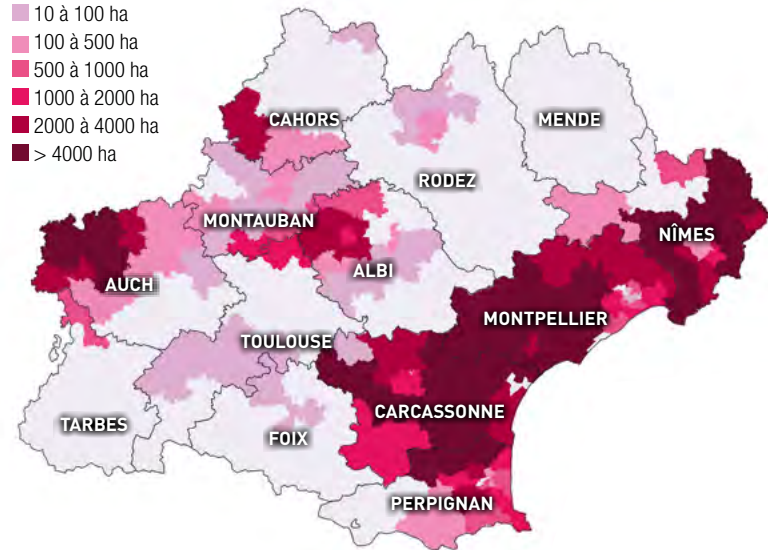 10 à 100 ha
100 à 500 ha
500 à 1000 ha
1000 à 2000 ha
2000 à 4000 ha
> 4000 ha
CAHORS
MENDE
RODEZ
MONTAUBAN
NÎMES
ALBI
AUCH
MONTPELLIER
TOULOUSE
CARCASSONNE
TARBES
FOIX
PERPIGNAN